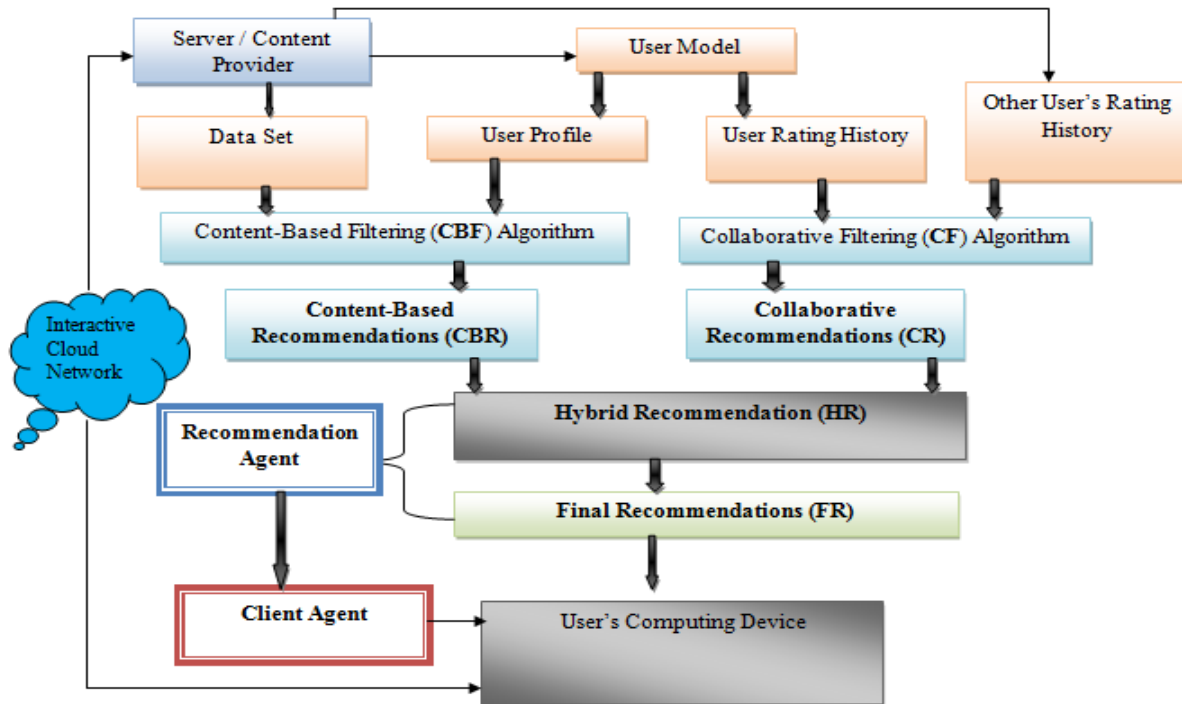 Server / Content
Provider
User Model
Other User's Rating
History
Data Set
User Profile
User Rating History
Content-Based Filtering (CBF) Algorithm
Collaborative Filtering (CF) Algorithm
Interactive
Cloud
Network
Content-Based
Recommendations (CBR)
Collaborative
Recommendations (CR)
Recommendation
Agent
Hybrid Recommendation (HR)
Final Recommendations (FR)
Client Agent
User's Computing Device